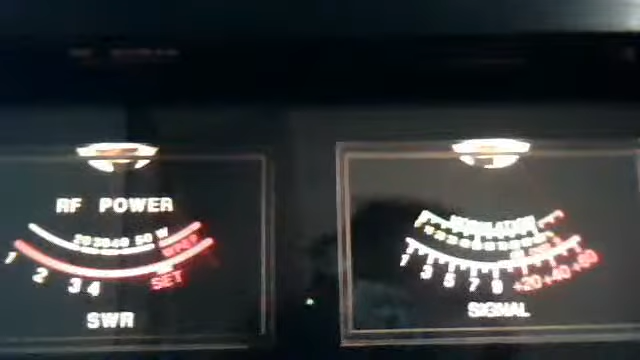 RF POWER
20 30 40 50 W
1 2 3 4 SET
SWR
MODULATION
1 3 5 7 9 +20 +40 +60
SIGNAL